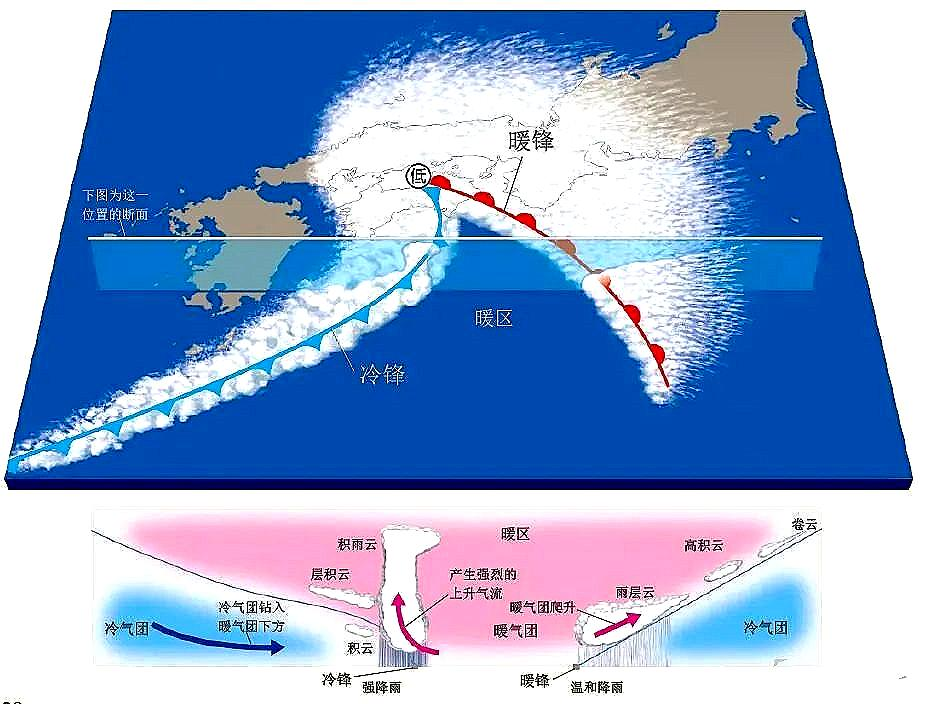 暖锋
低
下图为这一
位置的断面
暖区
冷锋
暖区
卷云
积雨云
高积云
层积云
产生强烈的
上升气流
雨层云
冷气团钻入
暖气团下方
暖气团爬升
冷气团
暖气团
冷气团
积云
冷锋
强降雨
暖锋
温和降雨